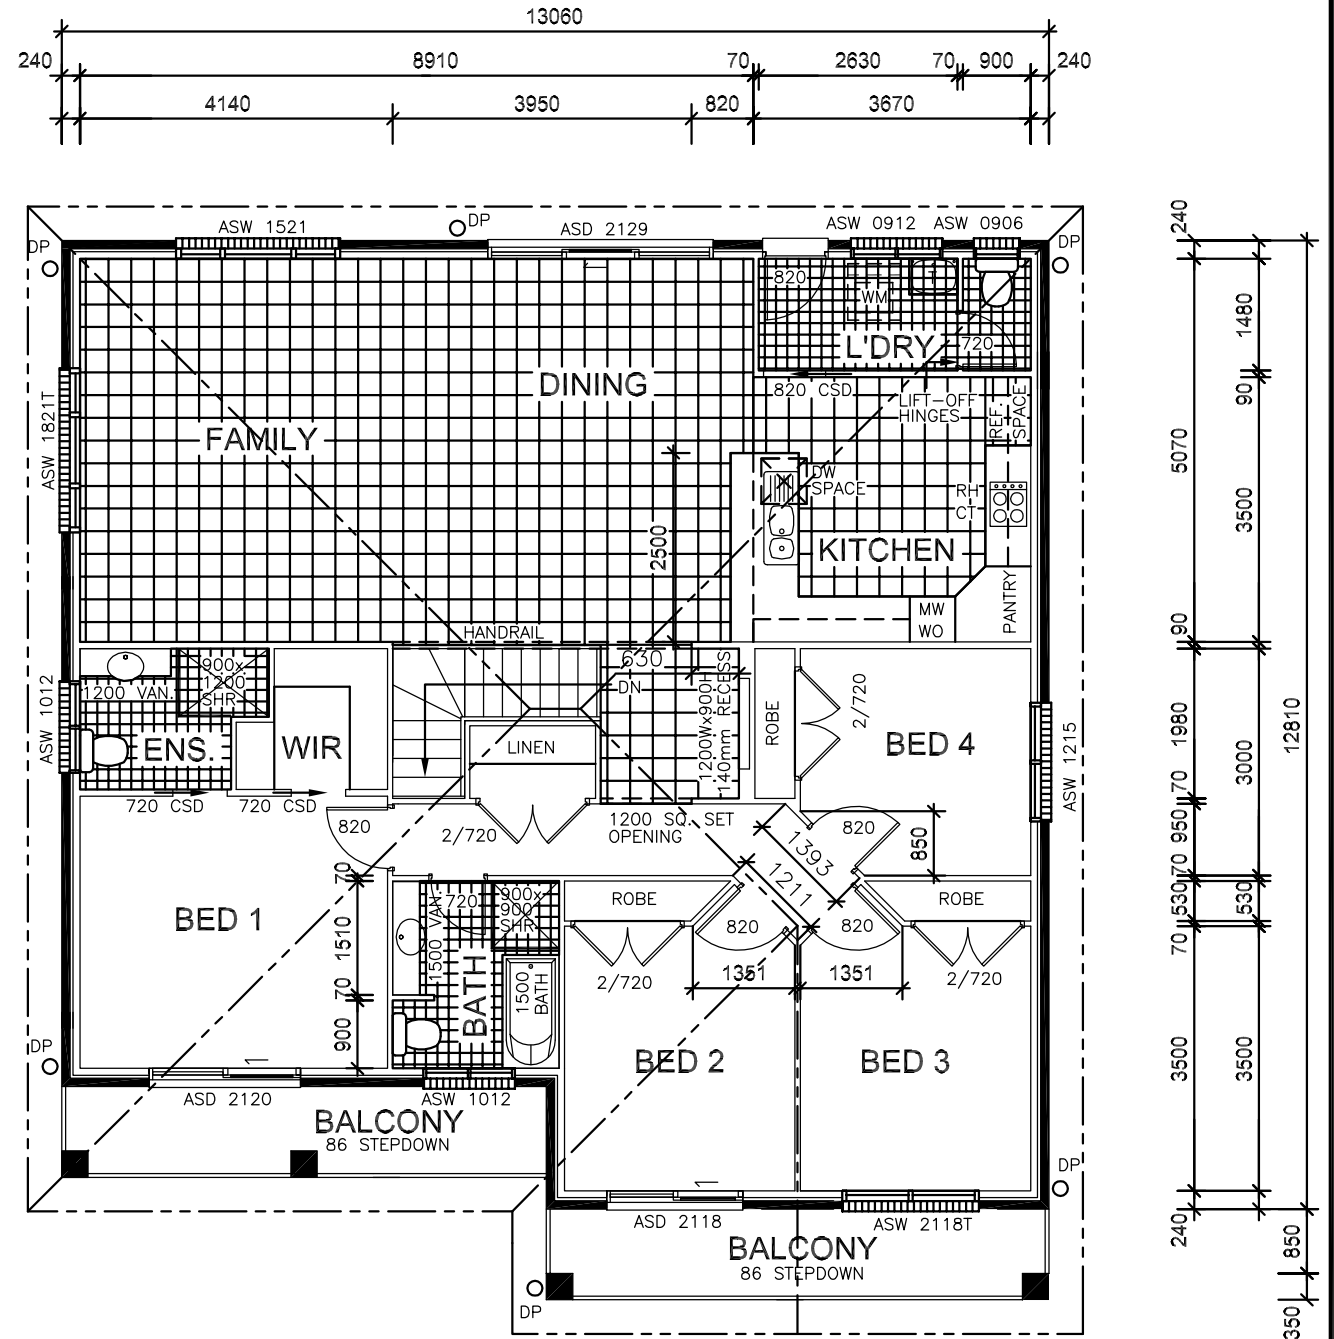 13060
240 8910 70 2630 70 900 240
4140 3950 820 3670
ASW 1521
DP
ASD 2129
ASW 0912
ASW 0906
DP
DP
240
820
WM
T
L'DRY
720
1480
820 CSD
LIFT-OFF
HINGES
REF.
SPACE
90
DINING
FAMILY
ASW 1821T
DW
SPACE
RH
CT
5070
3500
2500
KITCHEN
MW
WO
PANTRY
90
HANDRAIL
630
DN
900x
1200
SHR
1200 VAN.
ENS.
WIR
ASW 1012
LINEN
1200Wx900H
140mm RECESS
ROBE
2/720
BED 4
ASW 1215
1980
3000
12810
70
720 CSD
720 CSD
820
2/720
1200 SQ. SET
OPENING
1393
1211
820
850
950
70
70
BED 1
1510
70
900
1500 VAN.
720
900x
900
SHR
BATH
1500
BATH
ROBE
820
820
ROBE
530
530
70
2/720
1351
1351
2/720
DP
BED 2
BED 3
3500
3500
ASD 2120
ASW 1012
BALCONY
86 STEPDOWN
DP
ASD 2118
ASW 2118T
240
BALCONY
86 STEPDOWN
850
DP
350